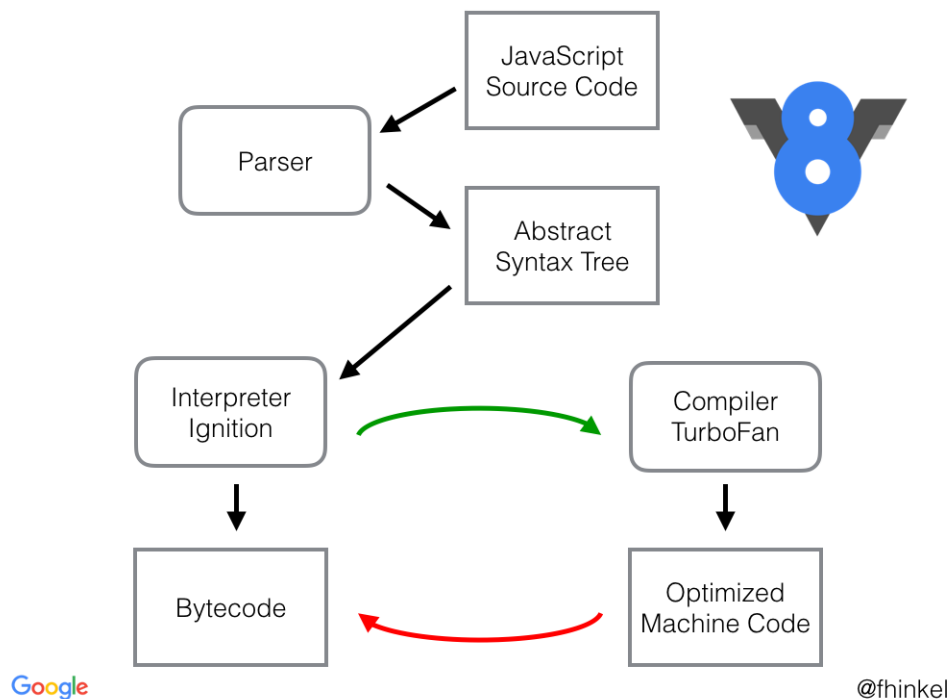 JavaScript
Source Code
Parser
Abstract
Syntax Tree
Interpreter
Ignition
Compiler
TurboFan
Bytecode
Optimized
Machine Code
Google
@fhinkel